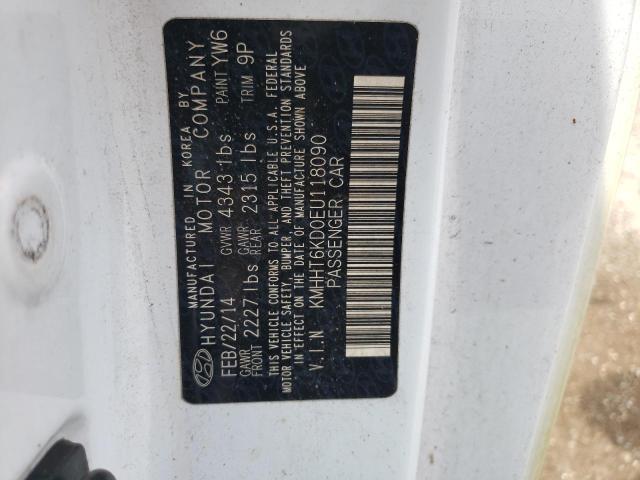 MANUFACTURED IN KOREA BY
HYUNDAI MOTOR COMPANY
FEB/22/14 GVWR 4343 lbs PAINT YW6
GAWR FRONT 2227 lbs GAWR REAR 2315 lbs TRIM 9P
THIS VEHICLE CONFORMS TO ALL APPLICABLE U.S.A. FEDERAL
MOTOR VEHICLE SAFETY, BUMPER, AND THEFT PREVENTION STANDARDS
IN EFFECT ON THE DATE OF MANUFACTURE SHOWN ABOVE
V.I.N KMHHT6KD0EU118090
PASSENGER CAR